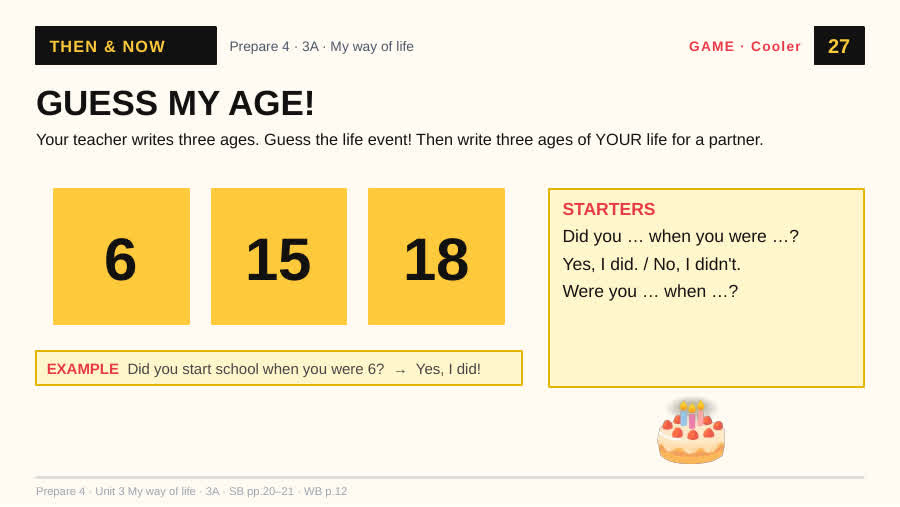 THEN & NOW
Prepare 4 · 3A · My way of life
GAME · Cooler
27
GUESS MY AGE!
Your teacher writes three ages. Guess the life event! Then write three ages of YOUR life for a partner.
6
15
18
STARTERS
Did you … when you were …?
Yes, I did. / No, I didn't.
Were you … when …?
EXAMPLE Did you start school when you were 6? → Yes, I did!
Prepare 4 · Unit 3 My way of life · 3A · SB pp.20–21 · WB p.12